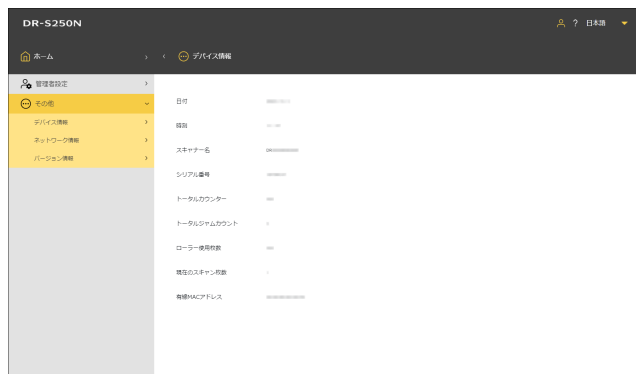 DR-S250N
? 日本語
ホーム
デバイス情報
管理者設定
その他
デバイス情報
ネットワーク情報
バージョン情報
日付
時刻
スキャナー名
シリアル番号
トータルカウンター
トータルジャムカウント
ローラー使用枚数
現在のスキャン枚数
有線MACアドレス